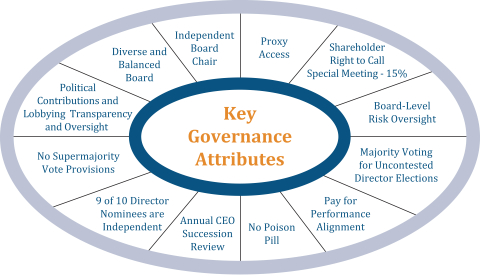 Key
Governance
Attributes
Independent
Board
Chair
Proxy
Access
Shareholder
Right to Call
Special Meeting - 15%
Board-Level
Risk Oversight
Majority Voting
for Uncontested
Director Elections
Pay for
Performance
Alignment
No Poison
Pill
Annual CEO
Succession
Review
9 of 10 Director
Nominees are
Independent
No Supermajority
Vote Provisions
Political
Contributions and
Lobbying Transparency
and Oversight
Diverse and
Balanced
Board